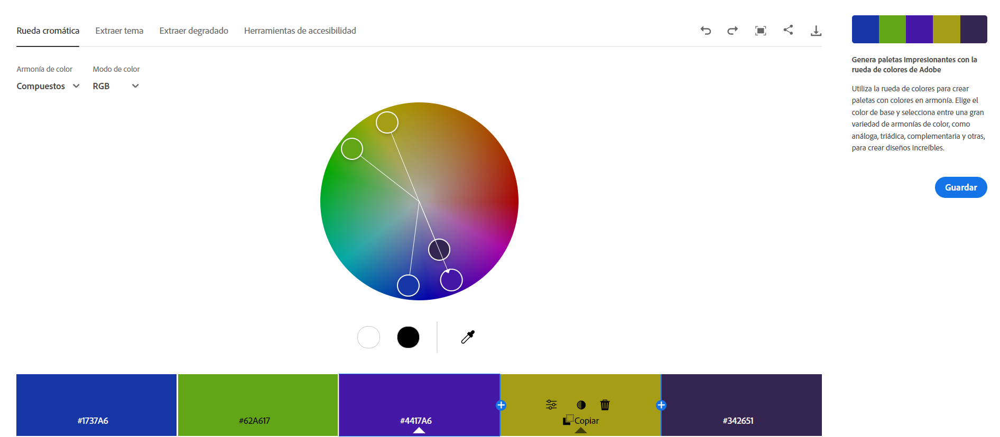 Rueda cromática
Extraer tema
Extraer degradado
Herramientas de accesibilidad
Armonía de color
Modo de color
Compuestos
RGB
Genera paletas impresionantes con la
rueda de colores de Adobe
Utiliza la rueda de colores para crear
paletas con colores en armonía. Elige el
color de base y selecciona entre una gran
variedad de armonías de color, como
análoga, triádica, complementaria y otras,
para crear diseños increíbles.
Guardar
#1737A6
#62A617
#4417A6
Copiar
#342651